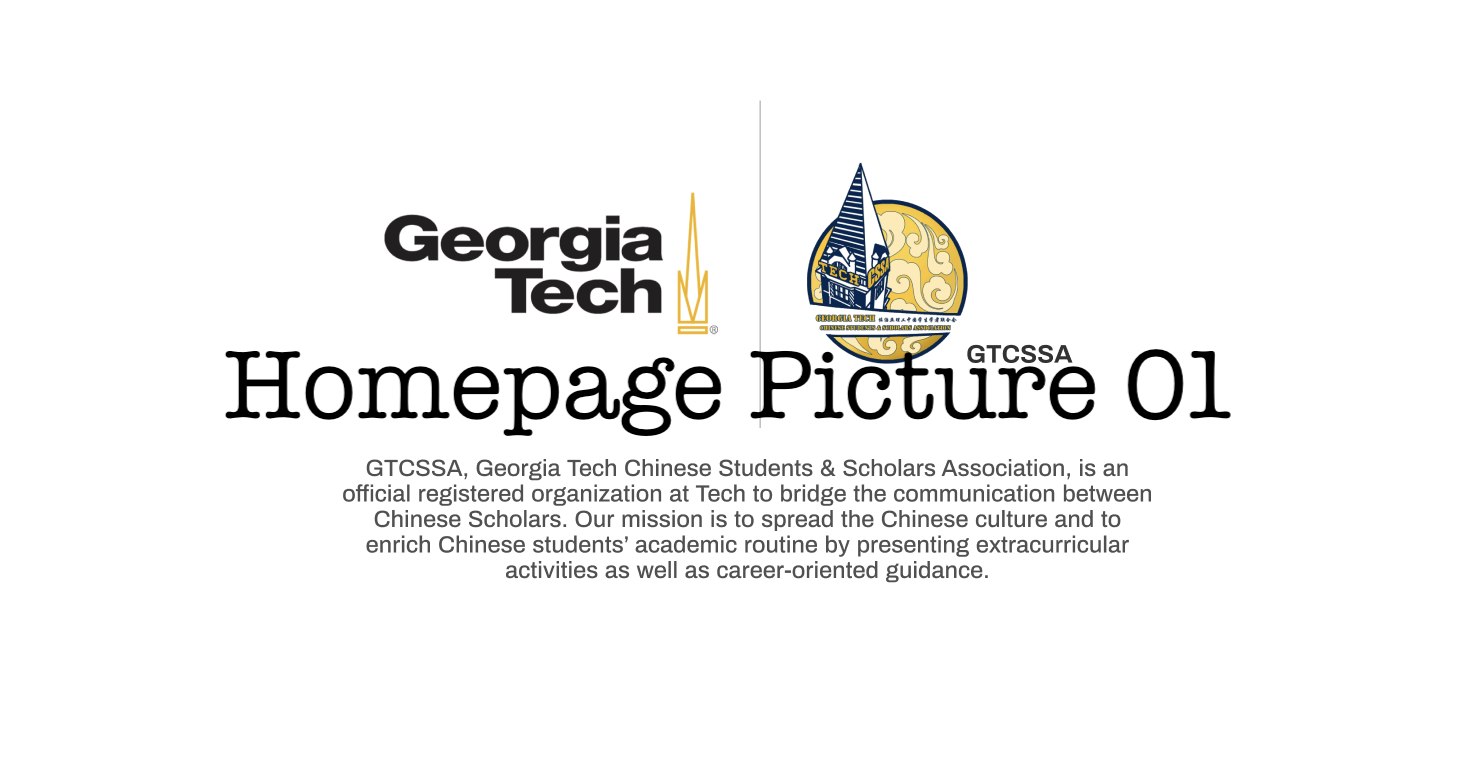 Georgia
Tech
®
TECH CSSA
GEORGIA TECH
CHINESE STUDENTS & SCHOLARS ASSOCIATION
GTCSSA
Homepage Picture 01
GTCSSA, Georgia Tech Chinese Students & Scholars Association, is an
official registered organization at Tech to bridge the communication between
Chinese Scholars. Our mission is to spread the Chinese culture and to
enrich Chinese students’ academic routine by presenting extracurricular
activities as well as career-oriented guidance.